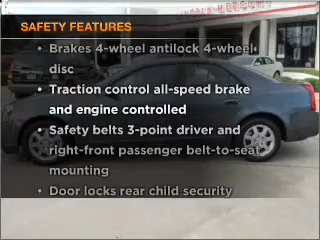 SAFETY FEATURES
• Brakes 4-wheel antilock 4-wheel
disc
• Traction control all-speed brake
and engine controlled
• Safety belts 3-point driver and
right-front passenger belt-to-seat
mounting
• Door locks rear child security